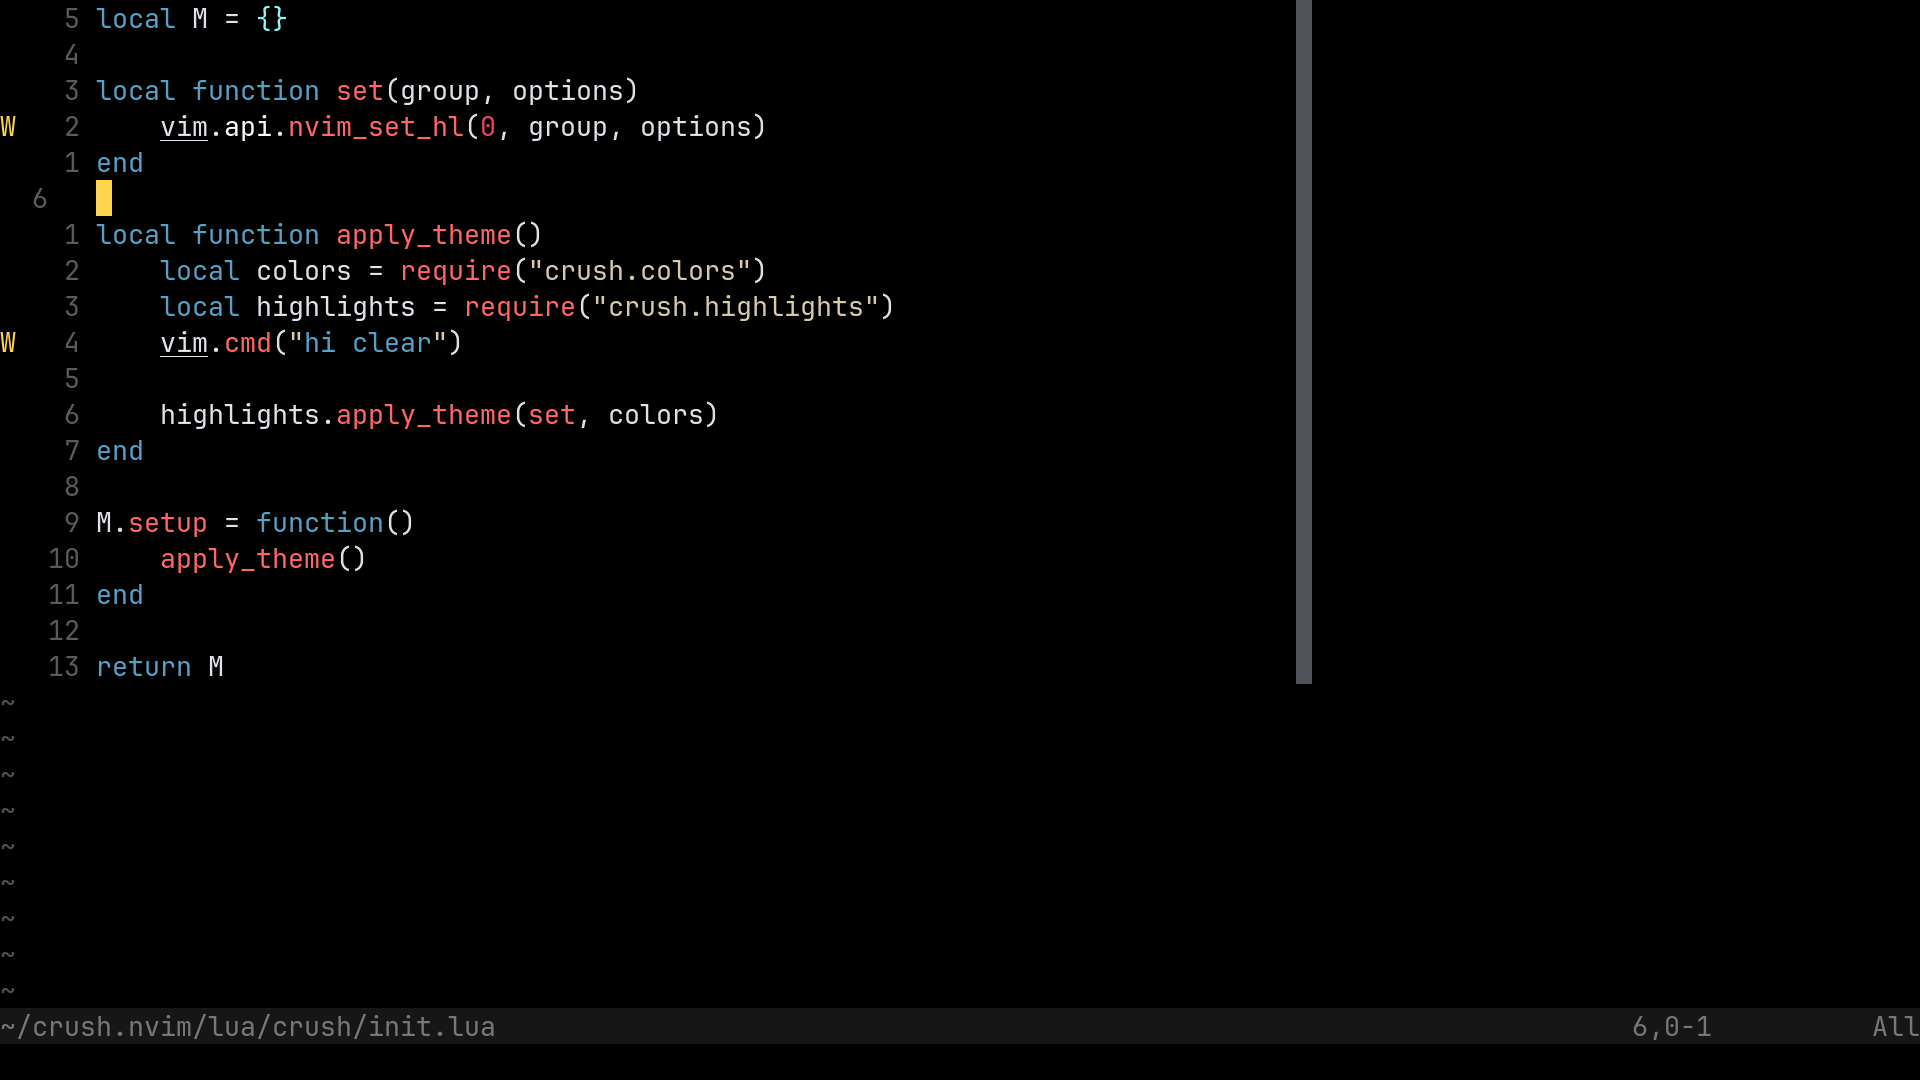 5 local M = {}
4
3 local function set(group, options)
W 2     vim.api.nvim_set_hl(0, group, options)
1 end
6
1 local function apply_theme()
2     local colors = require("crush.colors")
3     local highlights = require("crush.highlights")
W 4     vim.cmd("hi clear")
5
6     highlights.apply_theme(set, colors)
7 end
8
9 M.setup = function()
10     apply_theme()
11 end
12
13 return M
~
~
~
~
~
~
~
~
~
~/crush.nvim/lua/crush/init.lua 6,0-1 All